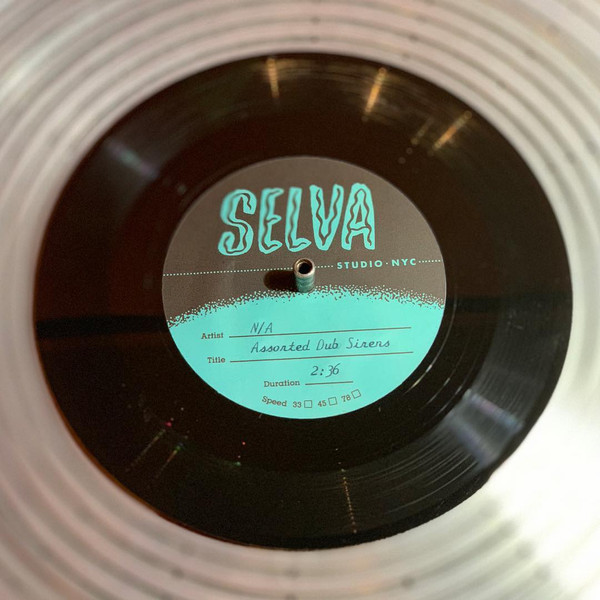 SELVA
STUDIO · NYC
Artist N/A
Title Assorted Dub Sirens
Duration 2:36
Speed 33 ☐ 45 ☐ 78 ☐